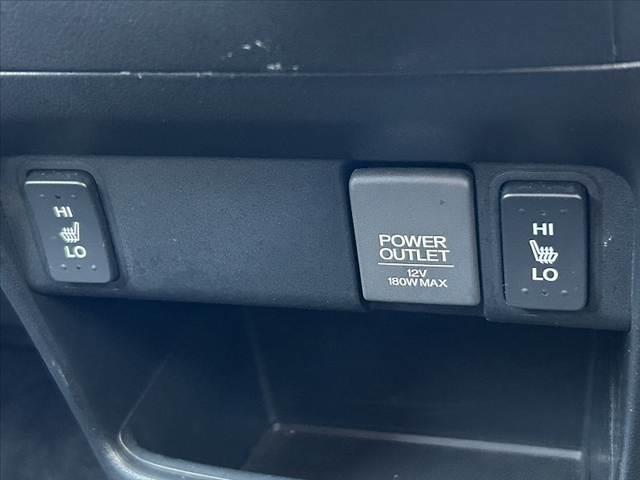 HI
LO
POWER
OUTLET
12V
180W MAX
HI
LO